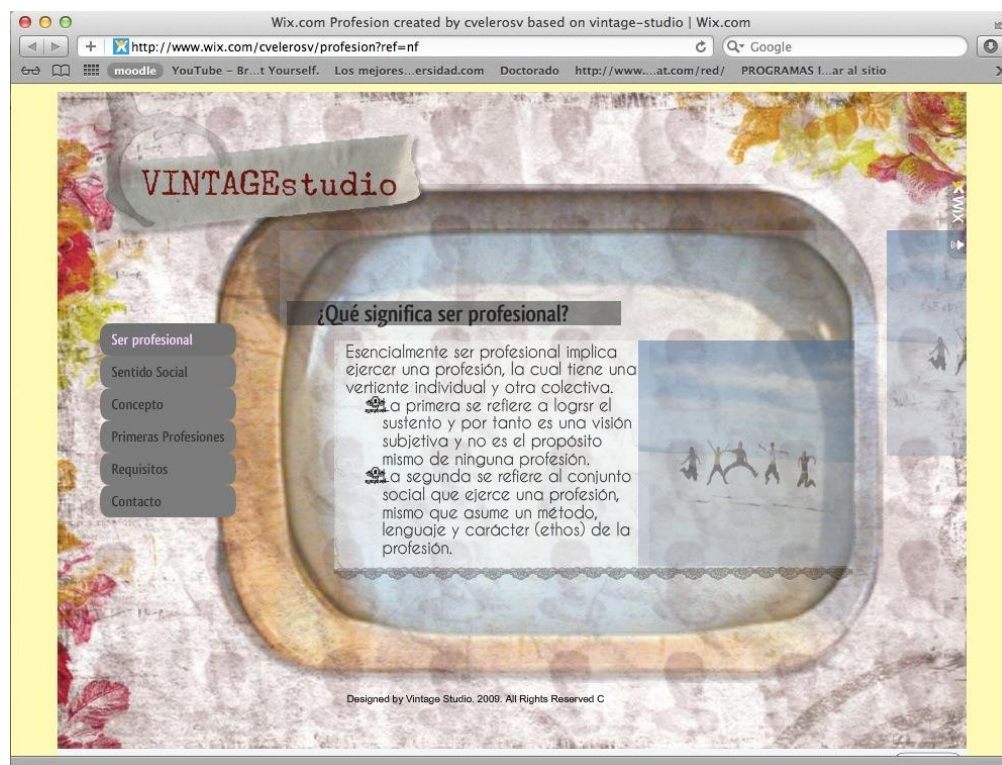 Wix.com Profesion created by cvelerosv based on vintage-studio | Wix.com
http://www.wix.com/cvelerosv/profesion?ref=nf
Google
moodle YouTube – Br...t Yourself. Los mejores...ersidad.com Doctorado http://www....at.com/red/ PROGRAMAS I...ar al sitio
VINTAGEstudio
WiX
¿Qué significa ser profesional?
Ser profesional
Sentido Social
Concepto
Primeras Profesiones
Requisitos
Contacto
Esencialmente ser profesional implica
ejercer una profesión, la cual tiene una
vertiente individual y otra colectiva.
La primera se refiere a logrsr el
sustento y por tanto es una visión
subjetiva y no es el propósito
mismo de ninguna profesión.
La segunda se refiere al conjunto
social que ejerce una profesión,
mismo que asume un método,
lenguaje y carácter (ethos) de la
profesión.
Designed by Vintage Studio. 2009. All Rights Reserved C